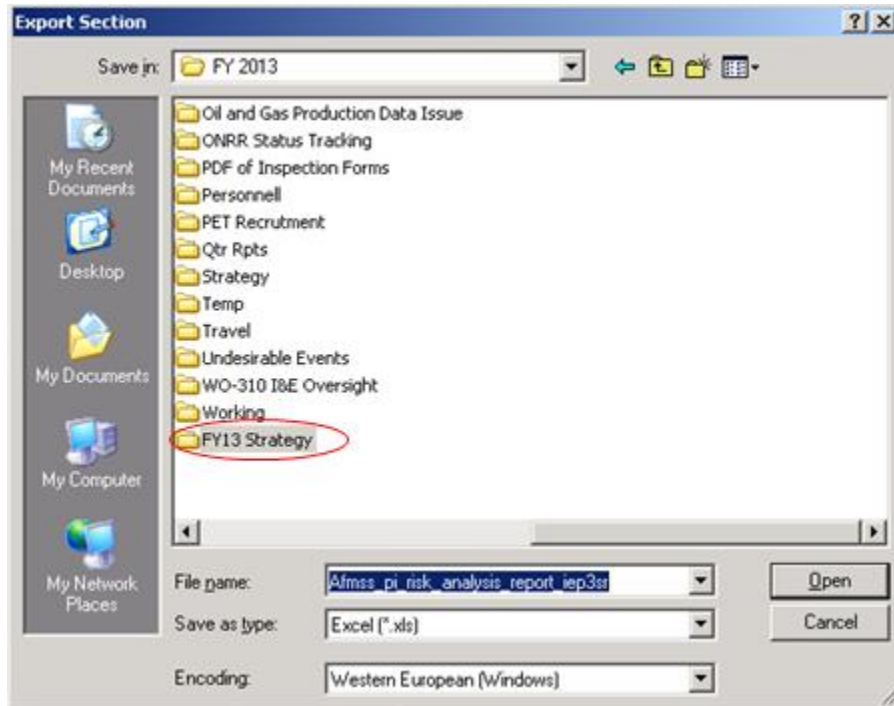 Export Section
Save in:
FY 2013
My Recent
Documents
Desktop
My Documents
My Computer
My Network
Places
Oil and Gas Production Data Issue
ONRR Status Tracking
PDF of Inspection Forms
Personnell
PET Recrutment
Qtr Rpts
Strategy
Temp
Travel
Undesirable Events
WO-310 I&E Oversight
Working
FY13 Strategy
File name:
Afmss_pi_risk_analysis_report_iep3sr
Open
Save as type:
Excel (*.xls)
Cancel
Encoding:
Western European (Windows)